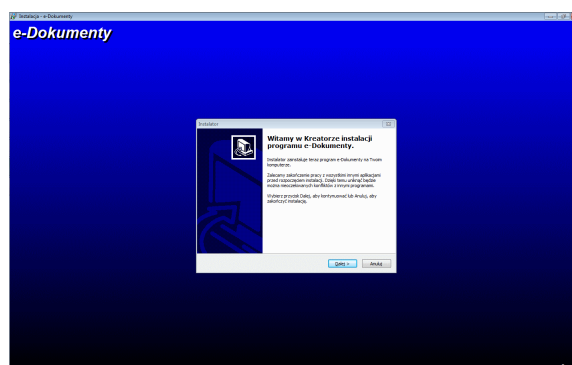 Instalacja - e-Dokumenty
e-Dokumenty
Instalator
Witamy w Kreatorze instalacji
programu e-Dokumenty.
Instalator zainstaluje teraz program e-Dokumenty na Twoim
komputerze.
Zalecamy zakończenie pracy z wszystkimi innymi aplikacjami
przed rozpoczęciem instalacji. Dzięki temu uniknąć będzie
można nieoczekiwanych konfliktów z innym programem.
Wybierz przycisk Dalej, aby kontynuować lub Anuluj, aby
zakończyć instalację.
Dalej >
Anuluj